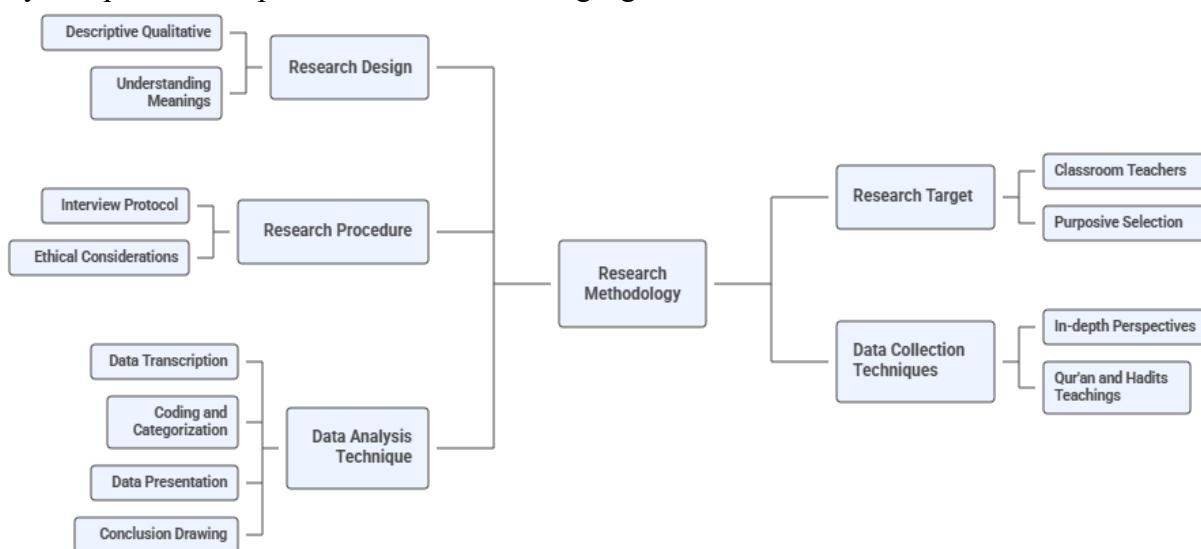 Descriptive Qualitative
Understanding
Meanings
Research Design
Interview Protocol
Ethical Considerations
Research Procedure
Data Transcription
Coding and
Categorization
Data Presentation
Conclusion Drawing
Data Analysis
Technique
Research
Methodology
Research Target
Classroom Teachers
Purposive Selection
Data Collection
Techniques
In-depth Perspectives
Qur'an and Hadits
Teachings